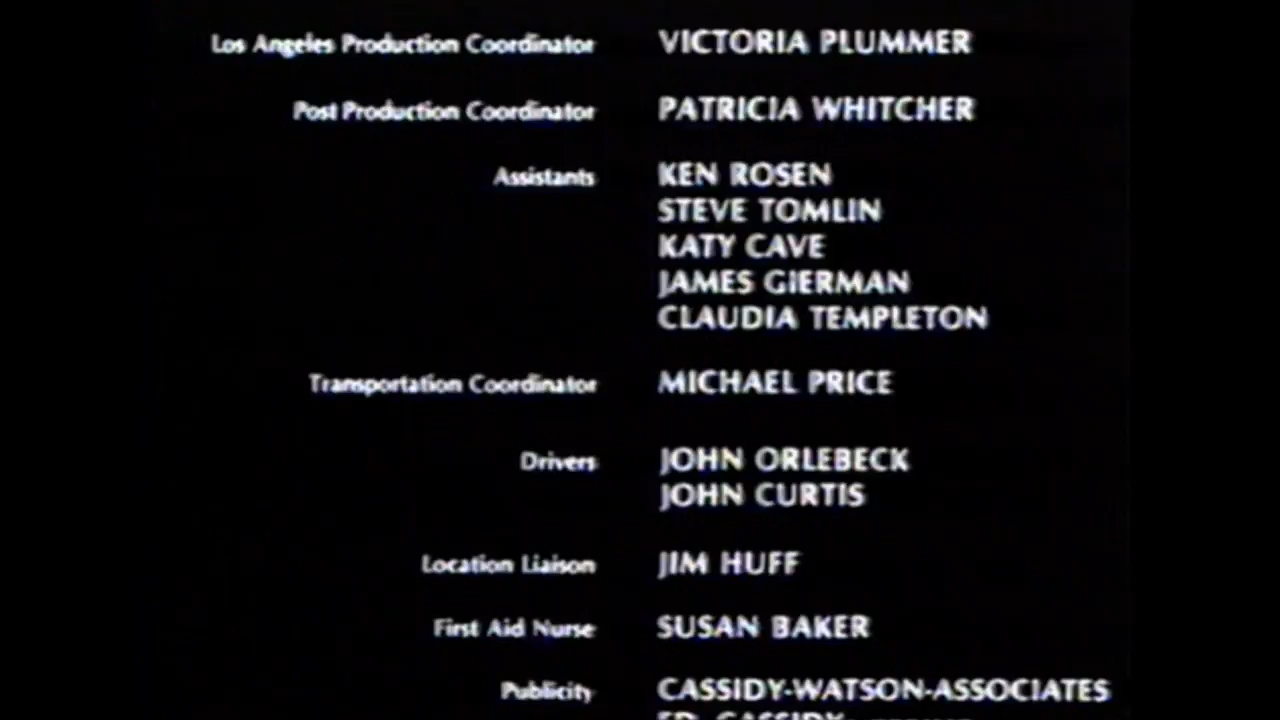 Los Angeles Production Coordinator VICTORIA PLUMMER
Post Production Coordinator PATRICIA WHITCHER
Assistants KEN ROSEN
STEVE TOMLIN
KATY CAVE
JAMES GIERMAN
CLAUDIA TEMPLETON
Transportation Coordinator MICHAEL PRICE
Drivers JOHN ORLEBECK
JOHN CURTIS
Location Liaison JIM HUFF
First Aid Nurse SUSAN BAKER
Publicity CASSIDY-WATSON-ASSOCIATES
ED CASSIDY